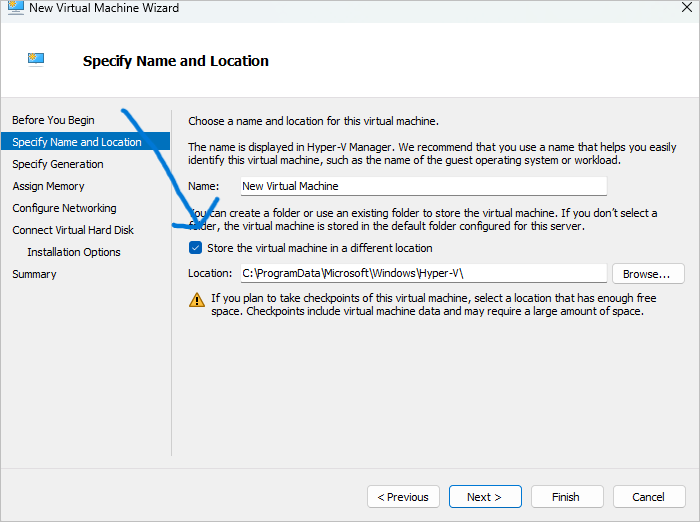 New Virtual Machine Wizard
Specify Name and Location
Before You Begin
Specify Name and Location
Specify Generation
Assign Memory
Configure Networking
Connect Virtual Hard Disk
Installation Options
Summary
Choose a name and location for this virtual machine.
The name is displayed in Hyper-V Manager. We recommend that you use a name that helps you easily
identify this virtual machine, such as the name of the guest operating system or workload.
Name: New Virtual Machine
You can create a folder or use an existing folder to store the virtual machine. If you don't select a
folder, the virtual machine is stored in the default folder configured for this server.
Store the virtual machine in a different location
Location: C:\ProgramData\Microsoft\Windows\Hyper-V\ Browse...
If you plan to take checkpoints of this virtual machine, select a location that has enough free
space. Checkpoints include virtual machine data and may require a large amount of space.
< Previous Next > Finish Cancel